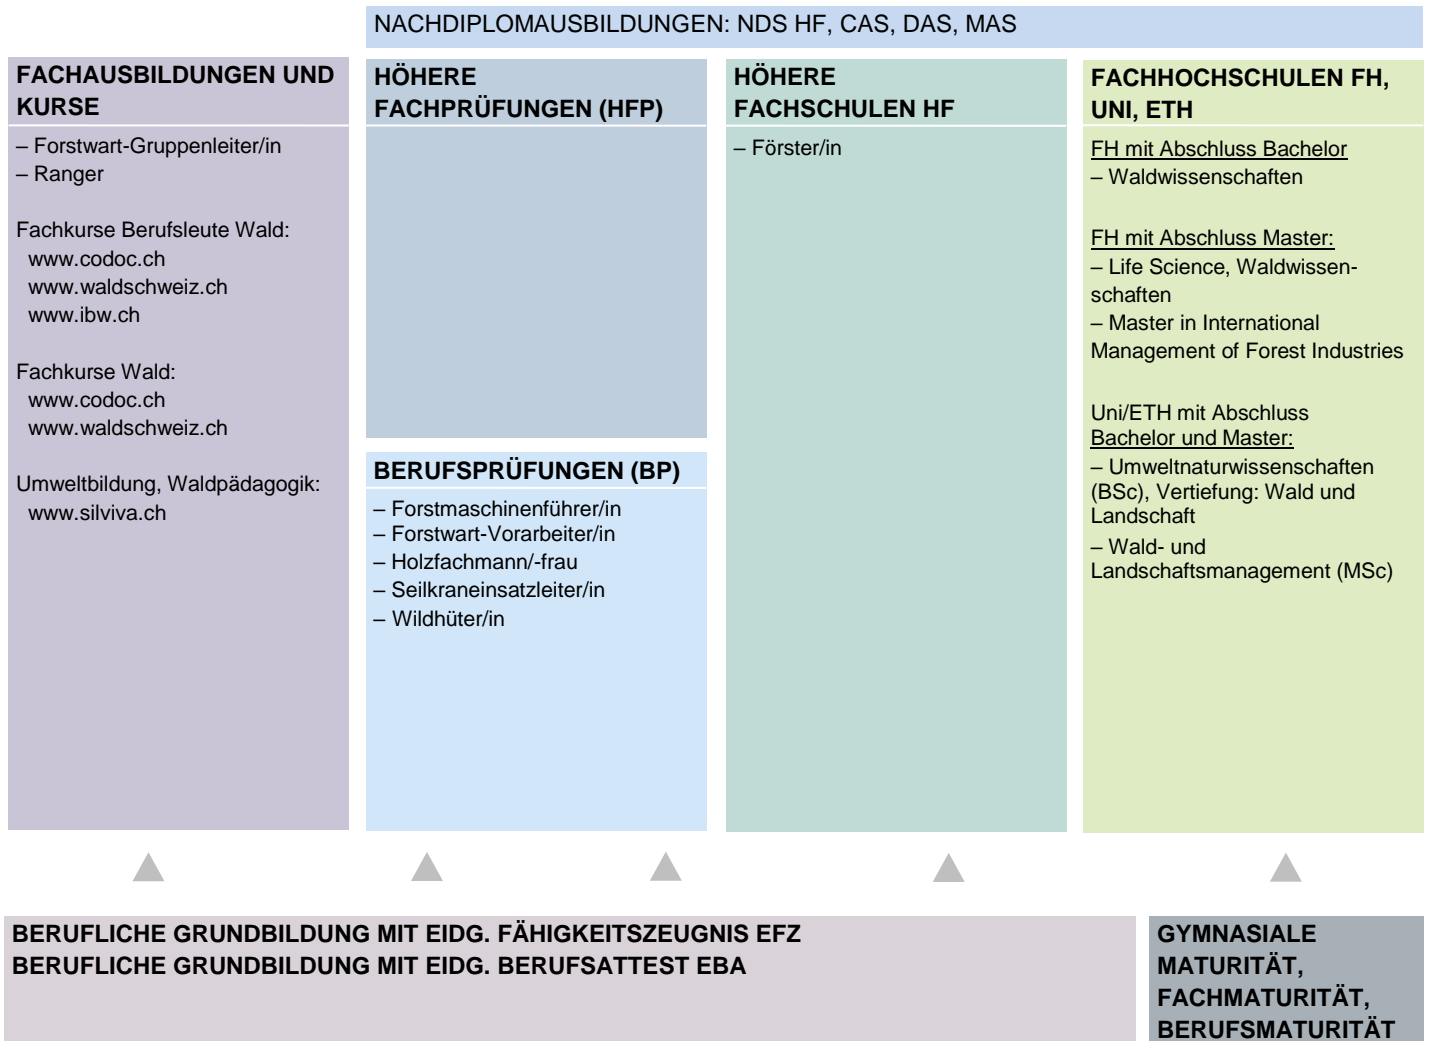 NACHDIPLOMAUSBILDUNGEN: NDS HF, CAS, DAS, MAS
FACHAUSBILDUNGEN UND
KURSE
– Forstwart-Gruppenleiter/in
– Ranger
Fachkurse Berufsleute Wald:
www.codoc.ch
www.waldschweiz.ch
www.ibw.ch
Fachkurse Wald:
www.codoc.ch
www.waldschweiz.ch
Umweltbildung, Waldpädagogik:
www.silviva.ch
HÖHERE
FACHPRÜFUNGEN (HFP)
BERUFSPRÜFUNGEN (BP)
– Forstmaschinenführer/in
– Forstwart-Vorarbeiter/in
– Holzfachmann/-frau
– Seilkraneinsatzleiter/in
– Wildhüter/in
HÖHERE
FACHSCHULEN HF
– Förster/in
FACHHOCHSCHULEN FH,
UNI, ETH
FH mit Abschluss Bachelor
– Waldwissenschaften
FH mit Abschluss Master:
– Life Science, Waldwissen-
schaften
– Master in International
Management of Forest Industries
Uni/ETH mit Abschluss
Bachelor und Master:
– Umweltnaturwissenschaften
(BSc), Vertiefung: Wald und
Landschaft
– Wald- und
Landschaftsmanagement (MSc)
BERUFLICHE GRUNDBILDUNG MIT EIDG. FÄHIGKEITSZEUGNIS EFZ
BERUFLICHE GRUNDBILDUNG MIT EIDG. BERUFSATTEST EBA
GYMNASIALE
MATURITÄT,
FACHMATURITÄT,
BERUFSMATURITÄT